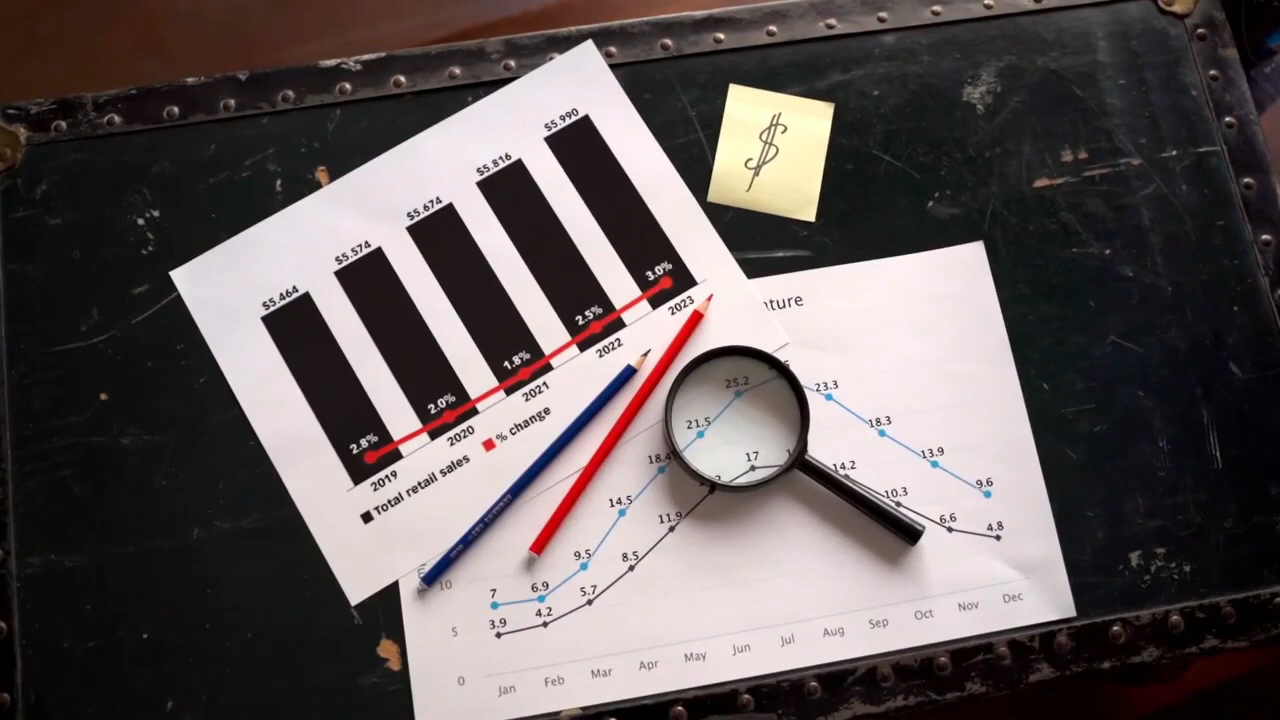 $5.464
$5.574
$5.674
$5.816
$5.990
2.8%
2.0%
1.8%
2.5%
3.0%
2019
2020
2021
2022
2023
Total retail sales
% change
$
7
6.9
9.5
14.5
18.4
21.5
25.2
23.3
18.3
13.9
9.6
3.9
4.2
5.7
8.5
11.9
17
14.2
10.3
6.6
4.8
10
5
0
Jan
Feb
Mar
Apr
May
Jun
Jul
Aug
Sep
Oct
Nov
Dec